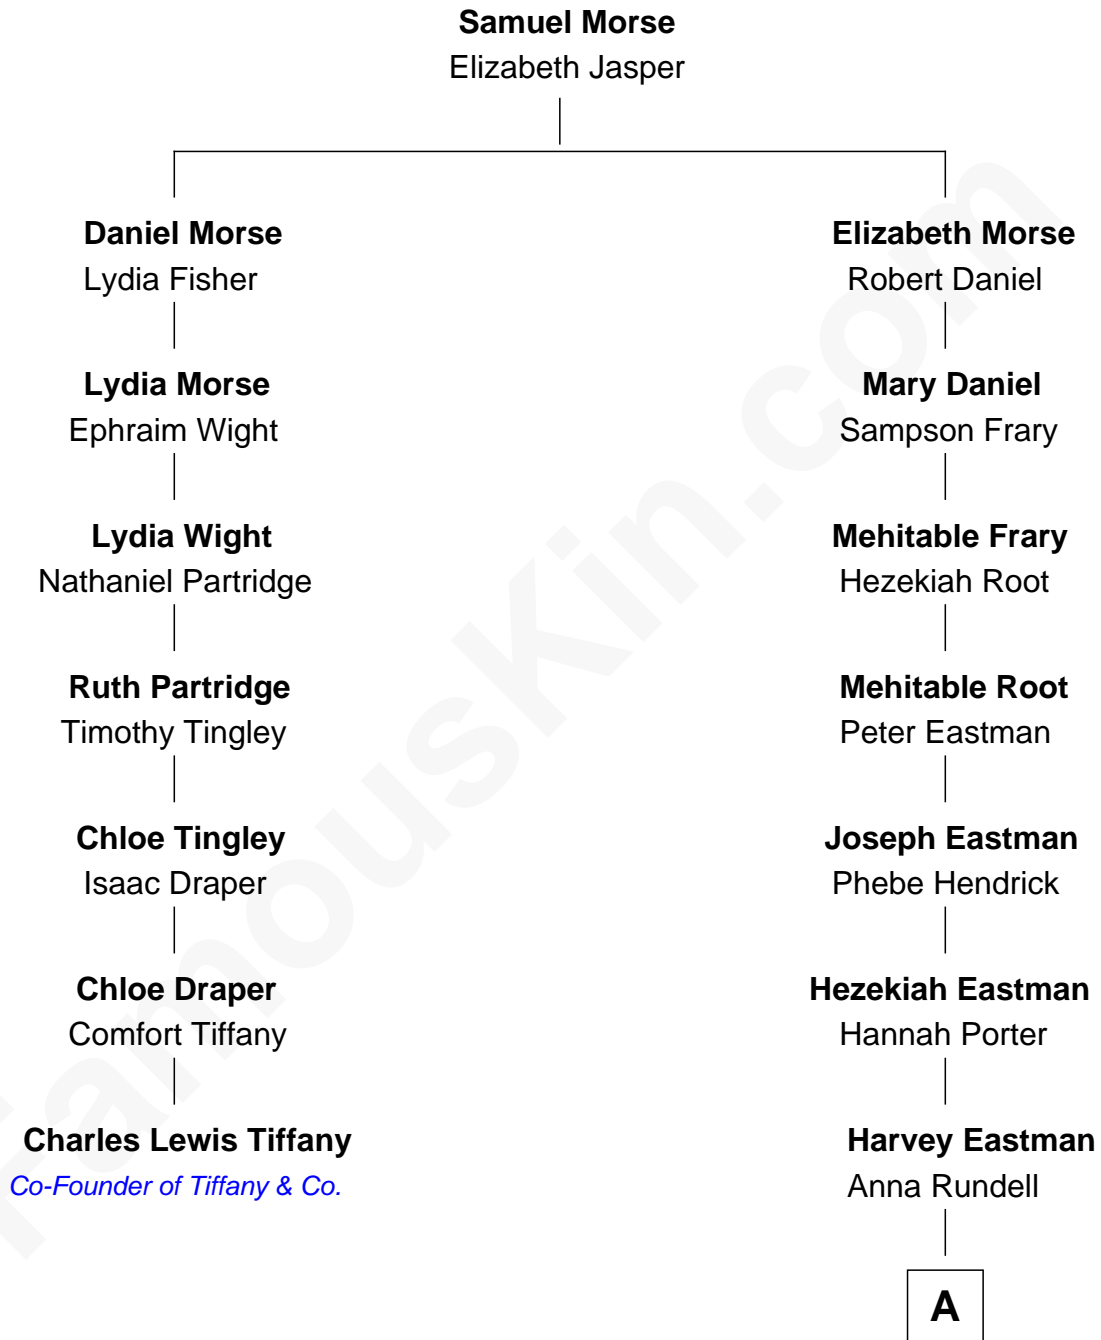 Samuel Morse
Elizabeth Jasper
Daniel Morse
Lydia Fisher
Elizabeth Morse
Robert Daniel
Lydia Morse
Ephraim Wight
Mary Daniel
Sampson Frary
Lydia Wight
Nathaniel Partridge
Mehitable Frary
Hezekiah Root
Ruth Partridge
Timothy Tingley
Mehitable Root
Peter Eastman
Chloe Tingley
Isaac Draper
Joseph Eastman
Phebe Hendrick
Chloe Draper
Comfort Tiffany
Hezekiah Eastman
Hannah Porter
Charles Lewis Tiffany
Co-Founder of Tiffany & Co.
Harvey Eastman
Anna Rundell
A
FamousKin.com